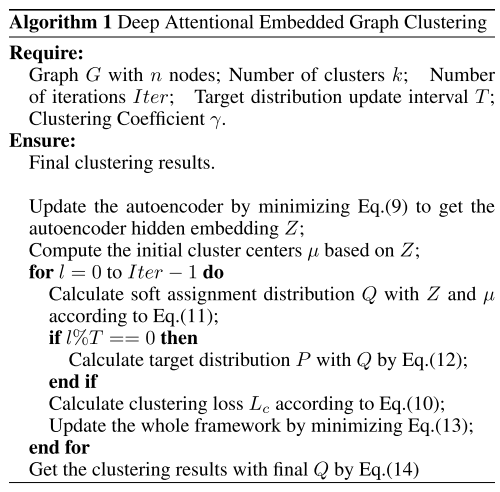 Algorithm 1 Deep Attentional Embedded Graph Clustering
Require:
Graph G with n nodes; Number of clusters k; Number
of iterations Iter; Target distribution update interval T;
Clustering Coefficient γ.
Ensure:
Final clustering results.
Update the autoencoder by minimizing Eq.(9) to get the
autoencoder hidden embedding Z;
Compute the initial cluster centers μ based on Z;
for l = 0 to Iter − 1 do
Calculate soft assignment distribution Q with Z and μ
according to Eq.(11);
if l%T == 0 then
Calculate target distribution P with Q by Eq.(12);
end if
Calculate clustering loss L_c according to Eq.(10);
Update the whole framework by minimizing Eq.(13);
end for
Get the clustering results with final Q by Eq.(14)